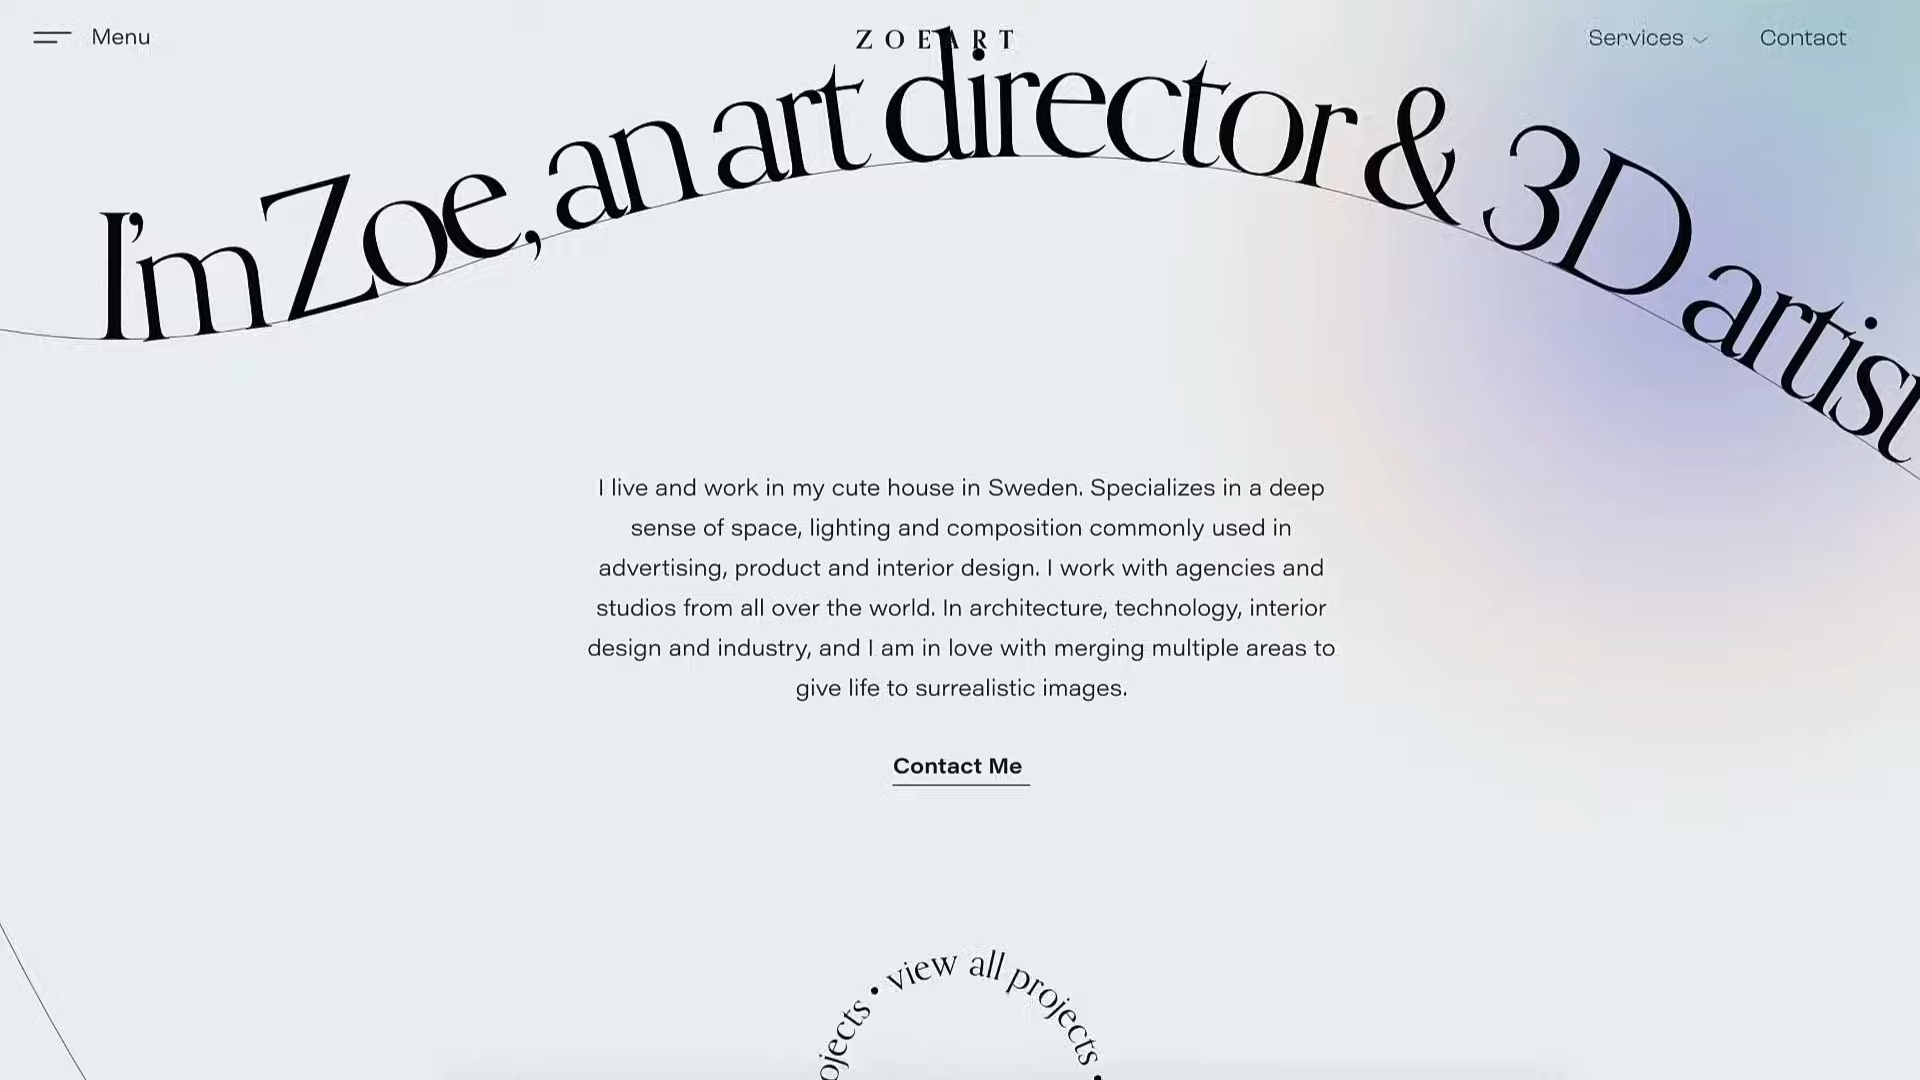 Menu
ZOEART
Services
Contact
I'm Zoe, an art director & 3D artist
I live and work in my cute house in Sweden. Specializes in a deep
sense of space, lighting and composition commonly used in
advertising, product and interior design. I work with agencies and
studios from all over the world. In architecture, technology, interior
design and industry, and I am in love with merging multiple areas to
give life to surrealistic images.
Contact Me
ojects • view all projects •